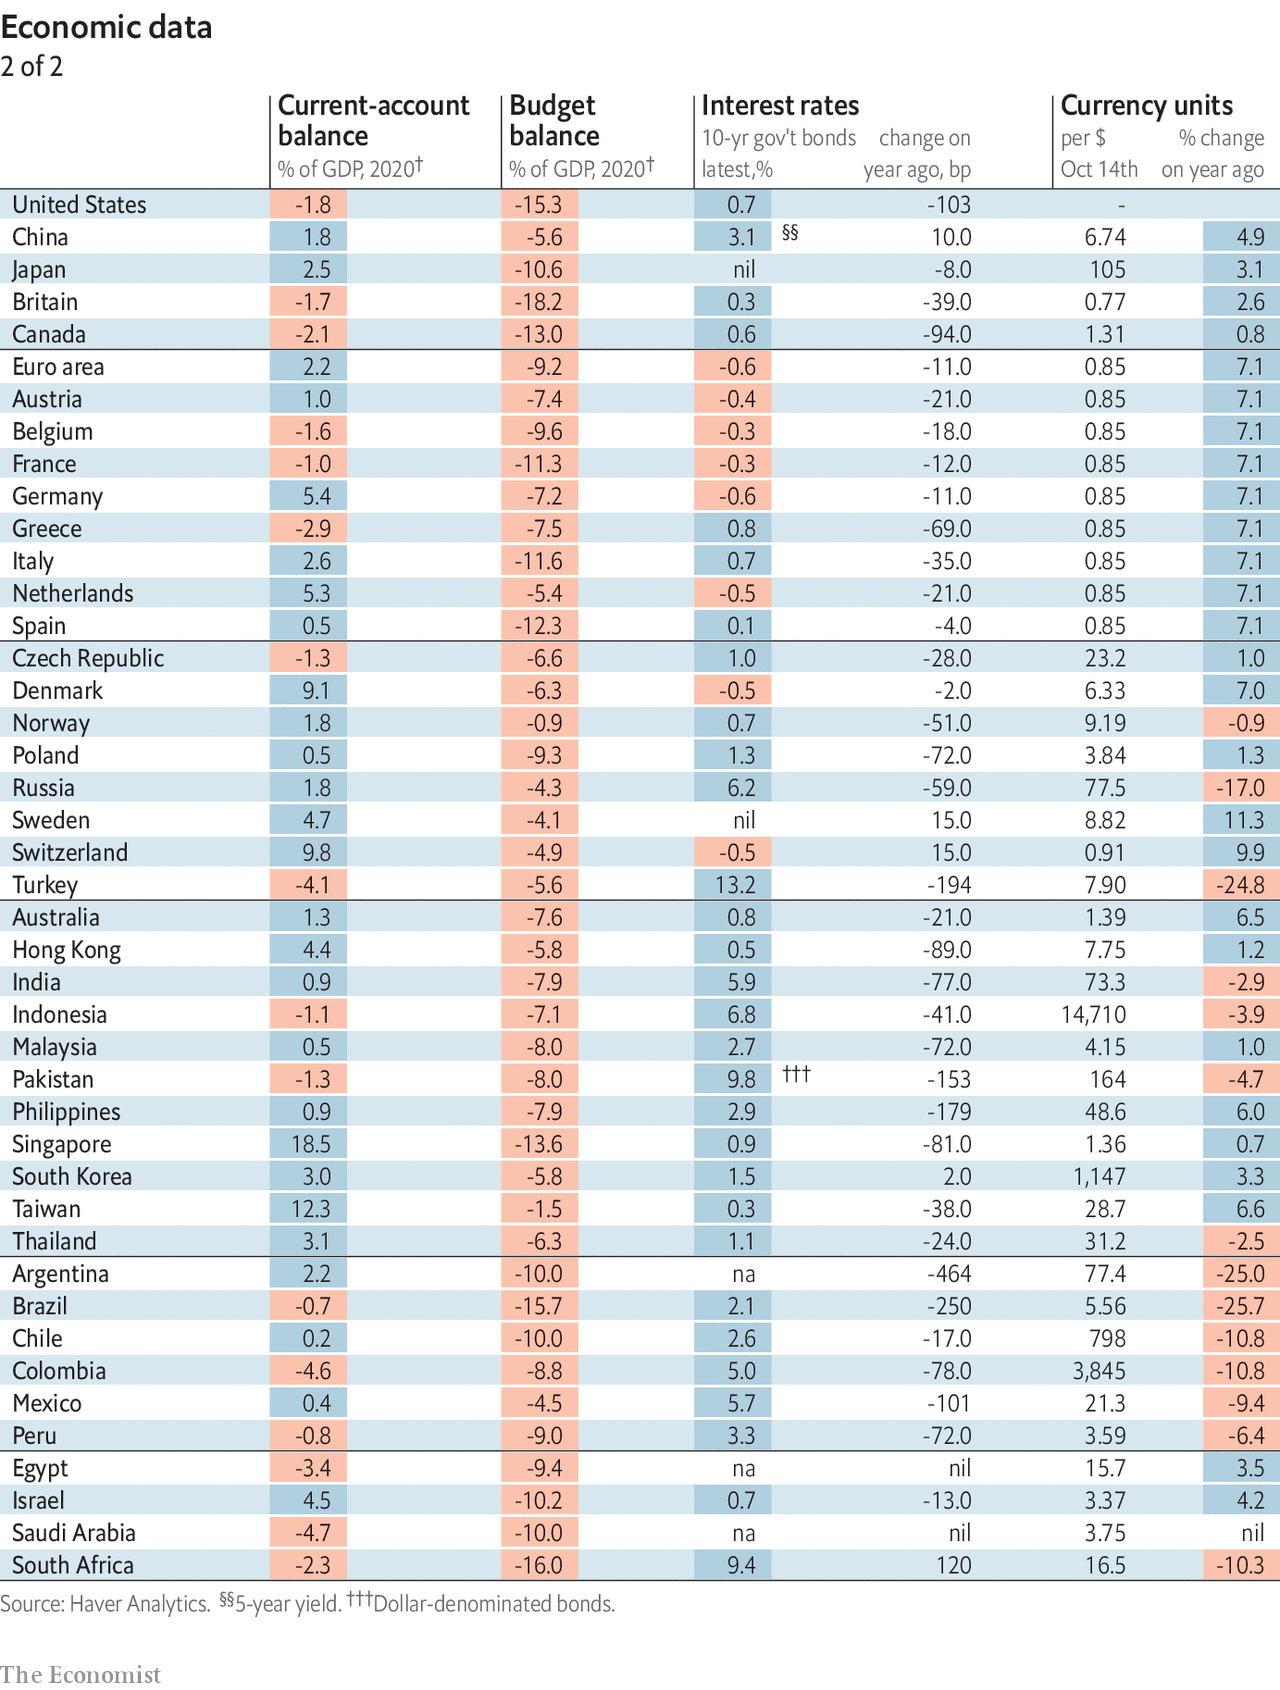 Economic data
2 of 2
Current-account balance % of GDP, 2020† Budget balance % of GDP, 2020† Interest rates 10-yr gov't bonds latest,% change on year ago, bp Currency units per $ Oct 14th % change on year ago
United States -1.8 -15.3 0.7 -103 -
China 1.8 -5.6 3.1 §§ 10.0 6.74 4.9
Japan 2.5 -10.6 nil -8.0 105 3.1
Britain -1.7 -18.2 0.3 -39.0 0.77 2.6
Canada -2.1 -13.0 0.6 -94.0 1.31 0.8
Euro area 2.2 -9.2 -0.6 -11.0 0.85 7.1
Austria 1.0 -7.4 -0.4 -21.0 0.85 7.1
Belgium -1.6 -9.6 -0.3 -18.0 0.85 7.1
France -1.0 -11.3 -0.3 -12.0 0.85 7.1
Germany 5.4 -7.2 -0.6 -11.0 0.85 7.1
Greece -2.9 -7.5 0.8 -69.0 0.85 7.1
Italy 2.6 -11.6 0.7 -35.0 0.85 7.1
Netherlands 5.3 -5.4 -0.5 -21.0 0.85 7.1
Spain 0.5 -12.3 0.1 -4.0 0.85 7.1
Czech Republic -1.3 -6.6 1.0 -28.0 23.2 1.0
Denmark 9.1 -6.3 -0.5 -2.0 6.33 7.0
Norway 1.8 -0.9 0.7 -51.0 9.19 -0.9
Poland 0.5 -9.3 1.3 -72.0 3.84 1.3
Russia 1.8 -4.3 6.2 -59.0 77.5 -17.0
Sweden 4.7 -4.1 nil 15.0 8.82 11.3
Switzerland 9.8 -4.9 -0.5 15.0 0.91 9.9
Turkey -4.1 -5.6 13.2 -194 7.90 -24.8
Australia 1.3 -7.6 0.8 -21.0 1.39 6.5
Hong Kong 4.4 -5.8 0.5 -89.0 7.75 1.2
India 0.9 -7.9 5.9 -77.0 73.3 -2.9
Indonesia -1.1 -7.1 6.8 -41.0 14,710 -3.9
Malaysia 0.5 -8.0 2.7 -72.0 4.15 1.0
Pakistan -1.3 -8.0 9.8 ††† -153 164 -4.7
Philippines 0.9 -7.9 2.9 -179 48.6 6.0
Singapore 18.5 -13.6 0.9 -81.0 1.36 0.7
South Korea 3.0 -5.8 1.5 2.0 1,147 3.3
Taiwan 12.3 -1.5 0.3 -38.0 28.7 6.6
Thailand 3.1 -6.3 1.1 -24.0 31.2 -2.5
Argentina 2.2 -10.0 na -464 77.4 -25.0
Brazil -0.7 -15.7 2.1 -250 5.56 -25.7
Chile 0.2 -10.0 2.6 -17.0 798 -10.8
Colombia -4.6 -8.8 5.0 -78.0 3,845 -10.8
Mexico 0.4 -4.5 5.7 -101 21.3 -9.4
Peru -0.8 -9.0 3.3 -72.0 3.59 -6.4
Egypt -3.4 -9.4 na nil 15.7 3.5
Israel 4.5 -10.2 0.7 -13.0 3.37 4.2
Saudi Arabia -4.7 -10.0 na nil 3.75 nil
South Africa -2.3 -16.0 9.4 120 16.5 -10.3
Source: Haver Analytics. §§5-year yield. †††Dollar-denominated bonds.
The Economist